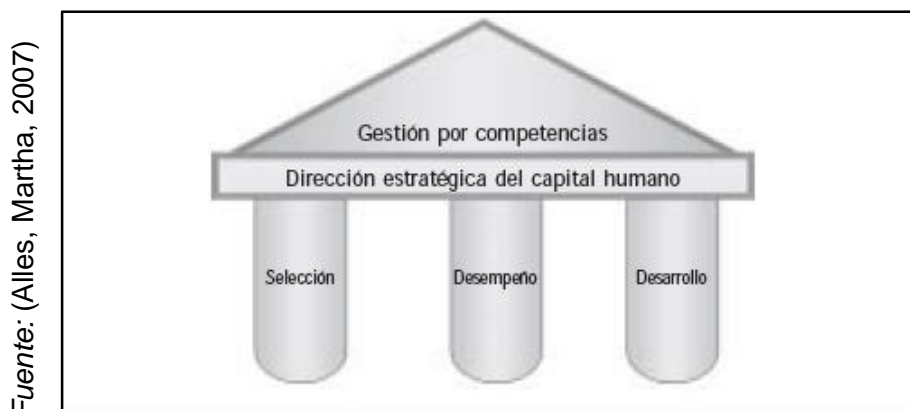 Fuente: (Alles, Martha, 2007)
Gestión por competencias
Dirección estratégica del capital humano
Selección
Desempeño
Desarrollo